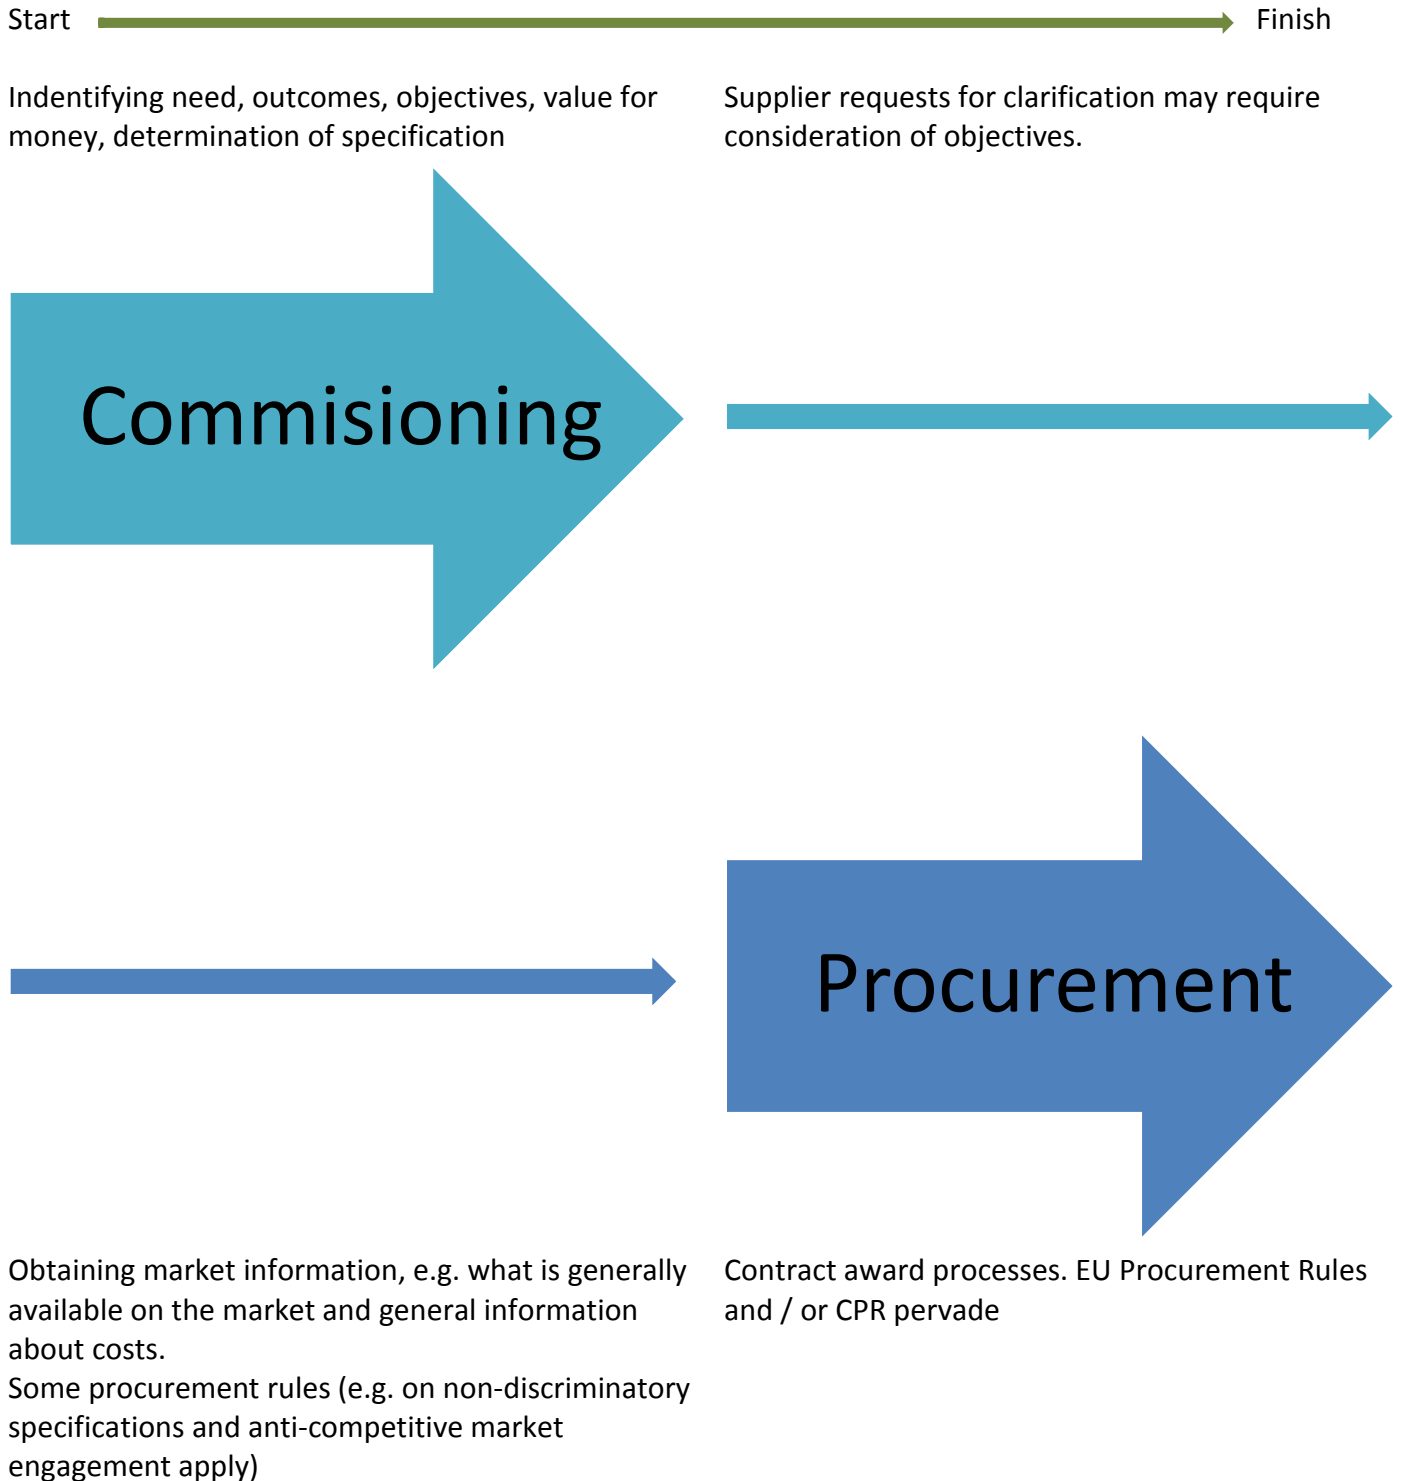 Start
Finish
Indentifying need, outcomes, objectives, value for
money, determination of specification
Supplier requests for clarification may require
consideration of objectives.
Commisioning
Procurement
Obtaining market information, e.g. what is generally
available on the market and general information
about costs.
Some procurement rules (e.g. on non-discriminatory
specifications and anti-competitive market
engagement apply)
Contract award processes. EU Procurement Rules
and / or CPR pervade